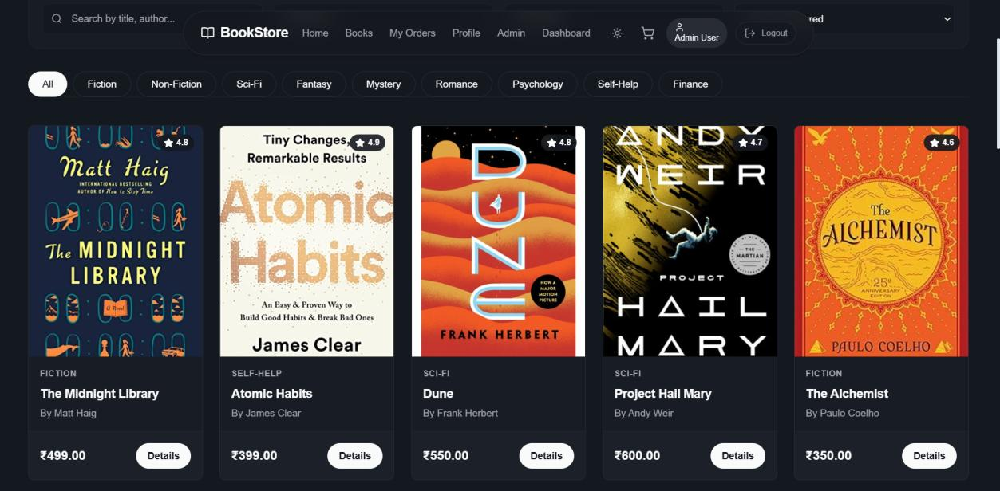 Search by title, author...
red
BookStore
Home
Books
My Orders
Profile
Admin
Dashboard
Admin User
Logout
All
Fiction
Non-Fiction
Sci-Fi
Fantasy
Mystery
Romance
Psychology
Self-Help
Finance
4.8
Matt Haig
INTERNATIONAL BESTSELLING
AUTHOR OF How to Stop Time
The MIDNIGHT
LIBRARY
A Novel
FICTION
The Midnight Library
By Matt Haig
₹499.00
Details
4.9
Tiny Changes,
Remarkable Results
Atomic
Habits
An Easy & Proven Way to
Build Good Habits & Break Bad Ones
James Clear
SELF-HELP
Atomic Habits
By James Clear
₹399.00
Details
4.8
DUNE
NOW A
MAJOR
MOTION
PICTURE
FRANK HERBERT
SCI-FI
Dune
By Frank Herbert
₹550.00
Details
4.7
ANDY
WEIR
THE
MARTIAN
PROJECT
HAIL
MARY
SCI-FI
Project Hail Mary
By Andy Weir
₹600.00
Details
4.6
The
ALCHEMIST
25th
ANNIVERSARY
EDITION
PAULO COELHO
FICTION
The Alchemist
By Paulo Coelho
₹350.00
Details